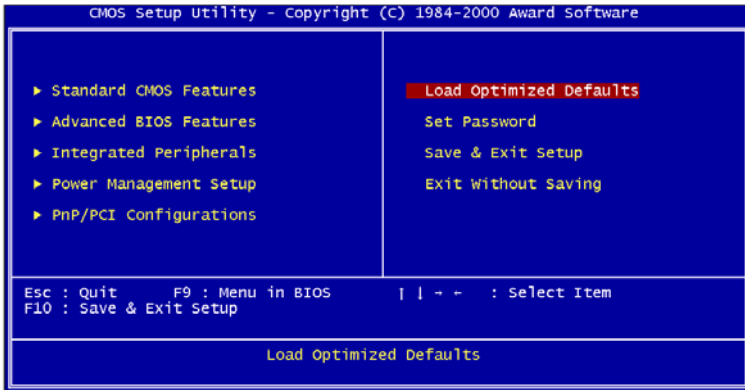 CMOS Setup Utility - Copyright (C) 1984-2000 Award Software
▶ Standard CMOS Features
▶ Advanced BIOS Features
▶ Integrated Peripherals
▶ Power Management Setup
▶ PnP/PCI Configurations
Load Optimized Defaults
Set Password
Save & Exit Setup
Exit Without Saving
Esc : Quit F9 : Menu in BIOS ↑ ↓ → ← : Select Item
F10 : Save & Exit Setup
Load Optimized Defaults